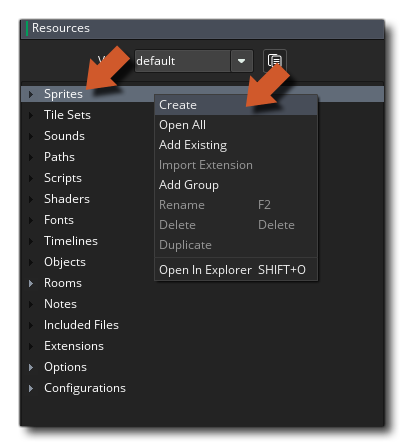 Resources
default
Sprites
Tile Sets
Sounds
Paths
Scripts
Shaders
Fonts
Timelines
Objects
Rooms
Notes
Included Files
Extensions
Options
Configurations
Create
Open All
Add Existing
Import Extension
Add Group
Rename F2
Delete Delete
Duplicate
Open In Explorer SHIFT+O